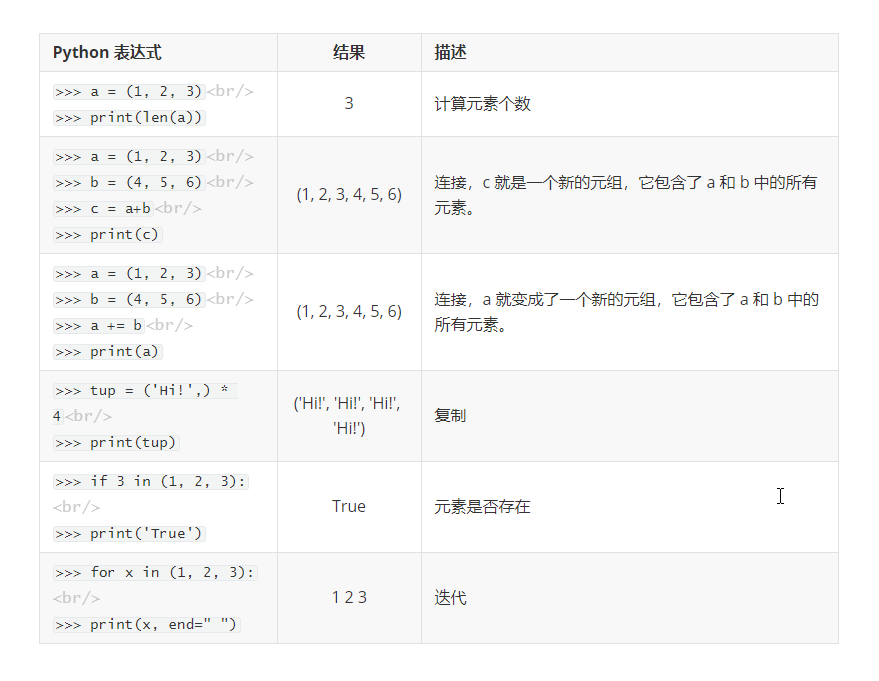 Python 表达式 结果 描述
>>> a = (1, 2, 3)<br/>
>>> print(len(a))
3
计算元素个数
>>> a = (1, 2, 3)<br/>
>>> b = (4, 5, 6)<br/>
>>> c = a+b<br/>
>>> print(c)
(1, 2, 3, 4, 5, 6)
连接，c 就是一个新的元组，它包含了 a 和 b 中的所有
元素。
>>> a = (1, 2, 3)<br/>
>>> b = (4, 5, 6)<br/>
>>> a += b<br/>
>>> print(a)
(1, 2, 3, 4, 5, 6)
连接，a 就变成了一个新的元组，它包含了 a 和 b 中的
所有元素。
>>> tup = ('Hi!',) *
4<br/>
>>> print(tup)
('Hi!', 'Hi!', 'Hi!',
'Hi!')
复制
>>> if 3 in (1, 2, 3):
<br/>
>>> print('True')
True
元素是否存在
>>> for x in (1, 2, 3):
<br/>
>>> print(x, end=" ")
1 2 3
迭代